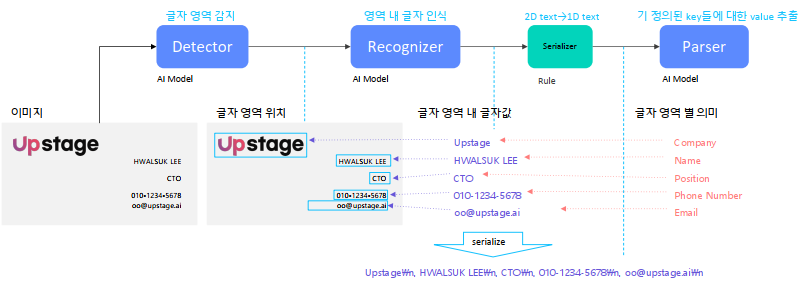 글자 영역 감지
영역 내 글자 인식
2D text→1D text
기 정의된 key들에 대한 value 추출
Detector
Recognizer
Serializer
Parser
AI Model
AI Model
Rule
AI Model
이미지
글자 영역 위치
글자 영역 내 글자값
글자 영역 별 의미
Upstage
HWALSUK LEE
CTO
010-1234-5678
oo@upstage.ai
Upstage
HWALSUK LEE
CTO
010-1234-5678
oo@upstage.ai
Upstage
HWALSUK LEE
CTO
010-1234-5678
oo@upstage.ai
Company
Name
Position
Phone Number
Email
serialize
Upstage₩n, HWALSUK LEE₩n, CTO₩n, 010-1234-5678₩n, oo@upstage.ai₩n